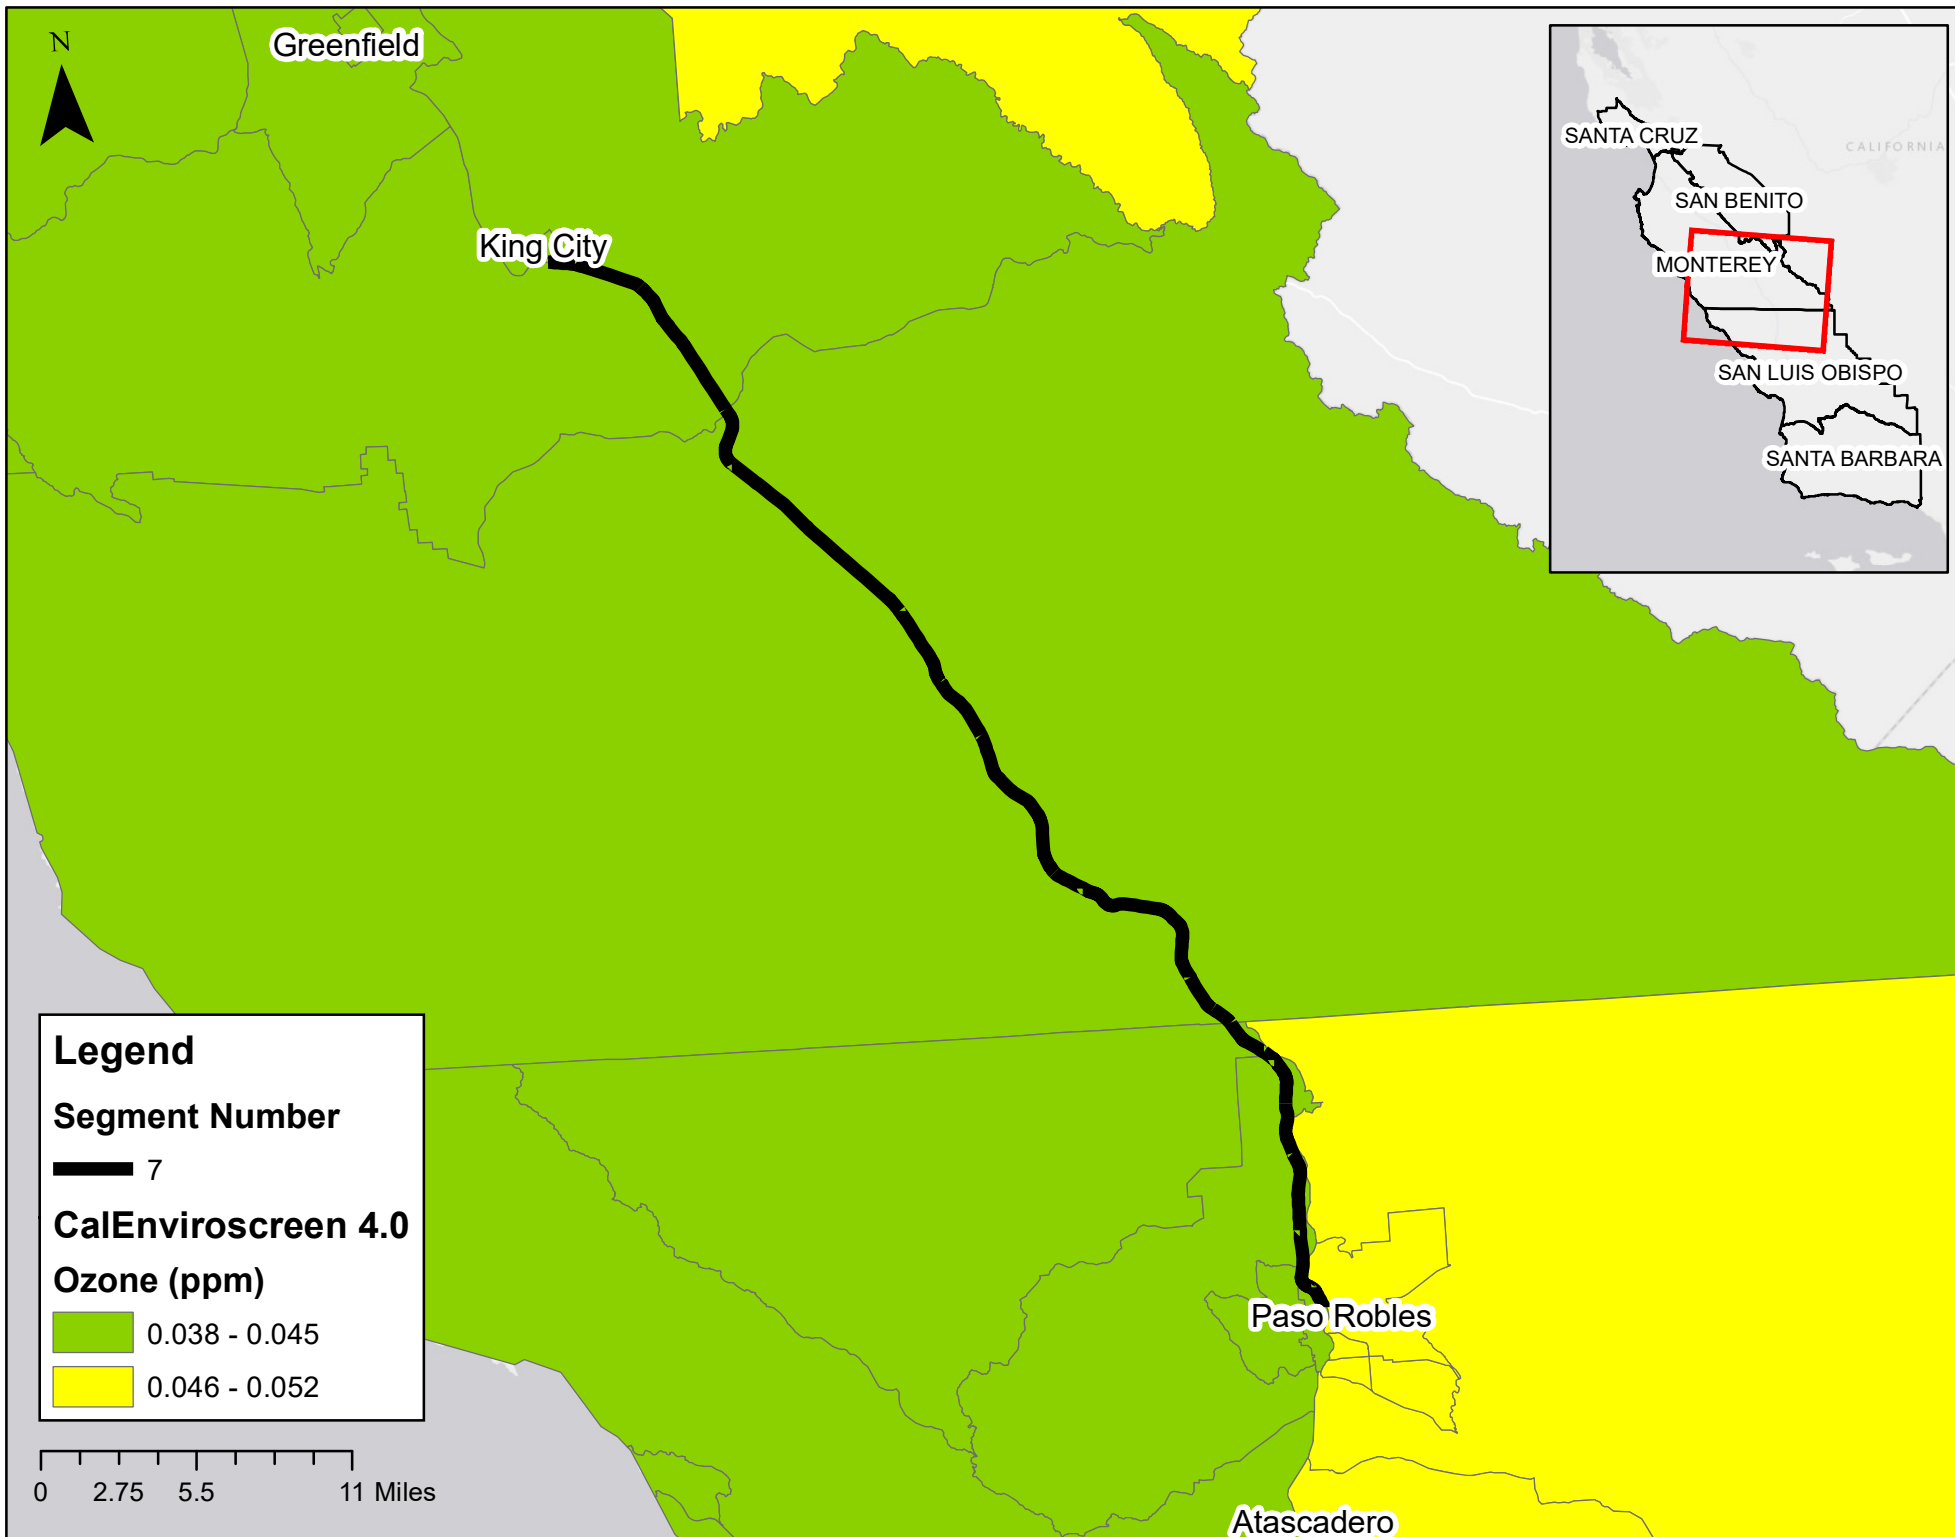 N
Greenfield
King City
SANTA CRUZ
CALIFORNIA
SAN BENITO
MONTEREY
SAN LUIS OBISPO
SANTA BARBARA
Legend
Segment Number
7
CalEnviroscreen 4.0
Ozone (ppm)
0.038 - 0.045
0.046 - 0.052
0 2.75 5.5 11 Miles
Paso Robles
Atascadero